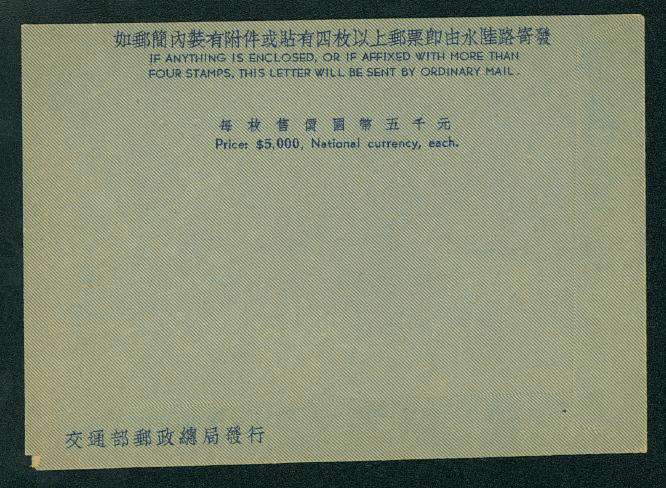 如郵簡內裝有附件或貼有四枚以上郵票卽由水陸路寄發
IF ANYTHING IS ENCLOSED, OR IF AFFIXED WITH MORE THAN
FOUR STAMPS, THIS LETTER WILL BE SENT BY ORDINARY MAIL.
每枚售價國幣五千元
Price: $5,000, National currency, each.
交通部郵政總局發行